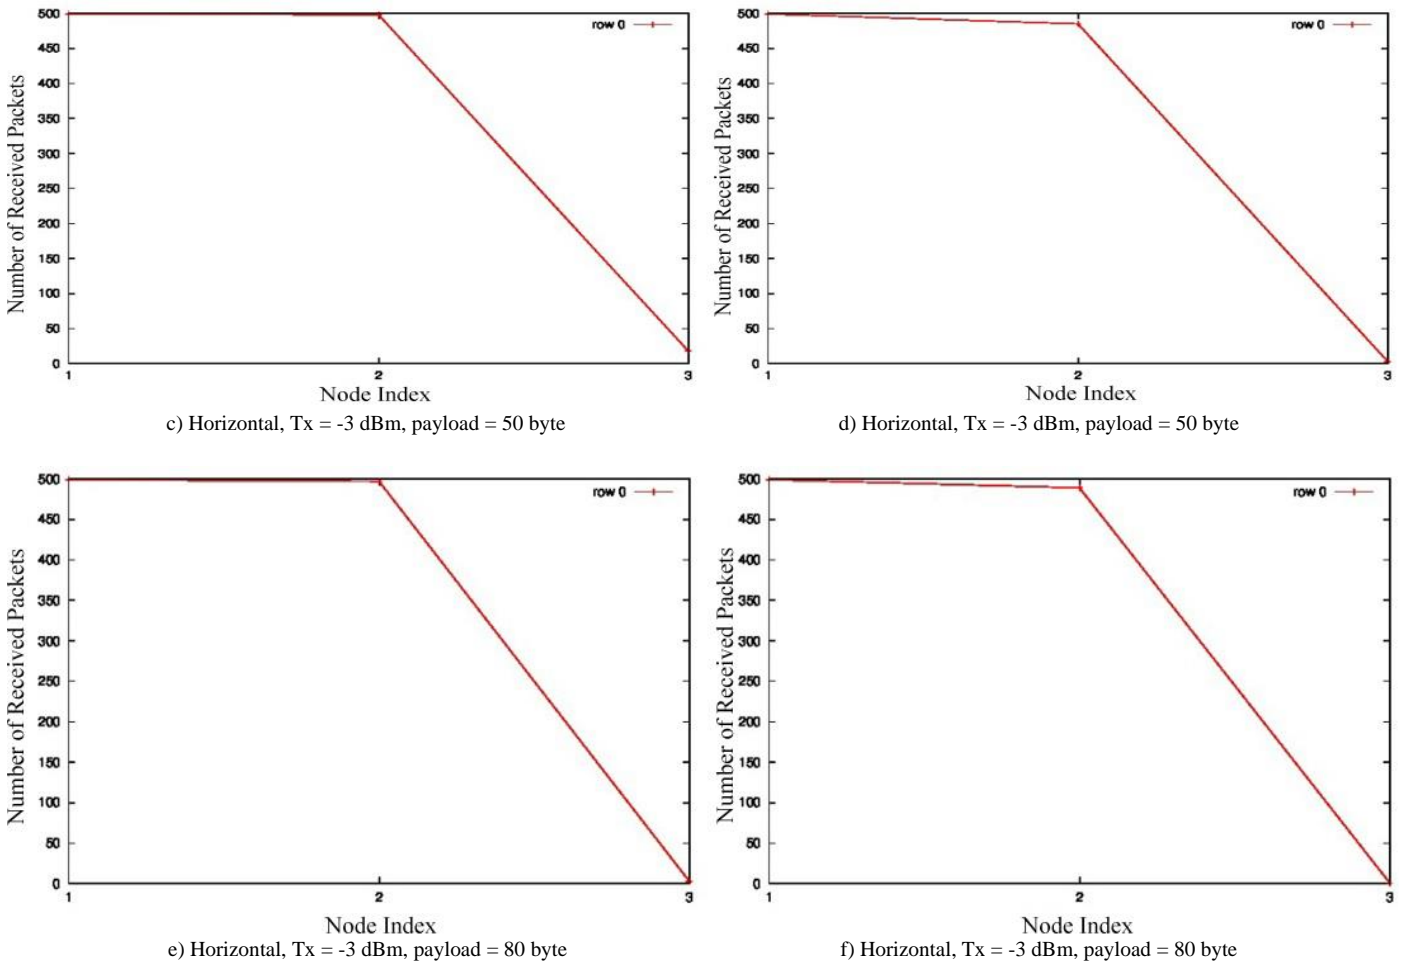 500
450
400
350
300
250
200
150
100
50
0
Number of Received Packets
row 0
1 2 3
Node Index
c) Horizontal, Tx = -3 dBm, payload = 50 byte
500
450
400
350
300
250
200
150
100
50
0
Number of Received Packets
row 0
1 2 3
Node Index
d) Horizontal, Tx = -3 dBm, payload = 50 byte
500
450
400
350
300
250
200
150
100
50
0
Number of Received Packets
row 0
1 2 3
Node Index
e) Horizontal, Tx = -3 dBm, payload = 80 byte
500
450
400
350
300
250
200
150
100
50
0
Number of Received Packets
row 0
1 2 3
Node Index
f) Horizontal, Tx = -3 dBm, payload = 80 byte